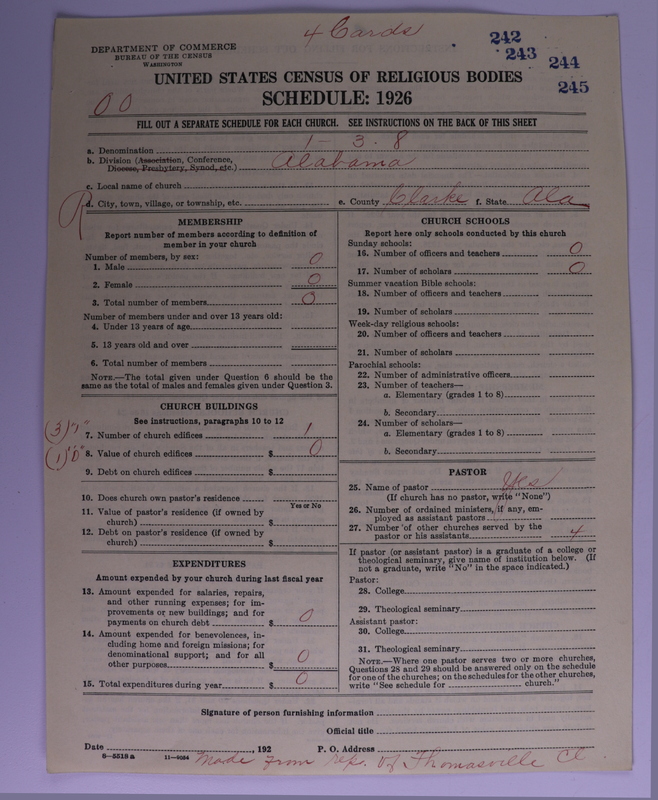 4 Cards
242
243
244
245
DEPARTMENT OF COMMERCE
BUREAU OF THE CENSUS
WASHINGTON
UNITED STATES CENSUS OF RELIGIOUS BODIES
SCHEDULE: 1926
00
FILL OUT A SEPARATE SCHEDULE FOR EACH CHURCH. SEE INSTRUCTIONS ON THE BACK OF THIS SHEET
a. Denomination 1-3.8
b. Division (Association, Conference, Diocese, Presbytery, Synod, etc.) Alabama
c. Local name of church
R
d. City, town, village, or township, etc. e. County Clarke f. State Ala
MEMBERSHIP
Report number of members according to definition of
member in your church
Number of members, by sex:
1. Male 0
2. Female 0
3. Total number of members 0
Number of members under and over 13 years old:
4. Under 13 years of age
5. 13 years old and over
6. Total number of members
NOTE.—The total given under Question 6 should be the
same as the total of males and females given under Question 3.
CHURCH BUILDINGS
See instructions, paragraphs 10 to 12
(3)"1"
7. Number of church edifices 1
(1)"0"
8. Value of church edifices $ 0
9. Debt on church edifices $
10. Does church own pastor's residence
Yes or No
11. Value of pastor's residence (if owned by
church) $
12. Debt on pastor's residence (if owned by
church) $
EXPENDITURES
Amount expended by your church during last fiscal year
13. Amount expended for salaries, repairs,
and other running expenses; for im-
provements or new buildings; and for
payments on church debt $ 0
14. Amount expended for benevolences, in-
cluding home and foreign missions; for
denominational support; and for all
other purposes $ 0
15. Total expenditures during year $ 0
CHURCH SCHOOLS
Report here only schools conducted by this church
Sunday schools:
16. Number of officers and teachers 0
17. Number of scholars 0
Summer vacation Bible schools:
18. Number of officers and teachers
19. Number of scholars
Week-day religious schools:
20. Number of officers and teachers
21. Number of scholars
Parochial schools:
22. Number of administrative officers
23. Number of teachers—
a. Elementary (grades 1 to 8)
b. Secondary
24. Number of scholars—
a. Elementary (grades 1 to 8)
b. Secondary
PASTOR
25. Name of pastor Yes
(If church has no pastor, write "None")
26. Number of ordained ministers, if any, em-
ployed as assistant pastors
27. Number of other churches served by the
pastor or his assistants 4
If pastor (or assistant pastor) is a graduate of a college or
theological seminary, give name of institution below. (If
not a graduate, write "No" in the space indicated.)
Pastor:
28. College
29. Theological seminary
Assistant pastor:
30. College
31. Theological seminary
NOTE.—Where one pastor serves two or more churches,
Questions 28 and 29 should be answered only on the schedule
for one of the churches; on the schedules for the other churches,
write "See schedule for church."
Signature of person furnishing information
Official title
Date , 192 P. O. Address
8-5518a 11-9034 Made from rep. of Thomasville Ct